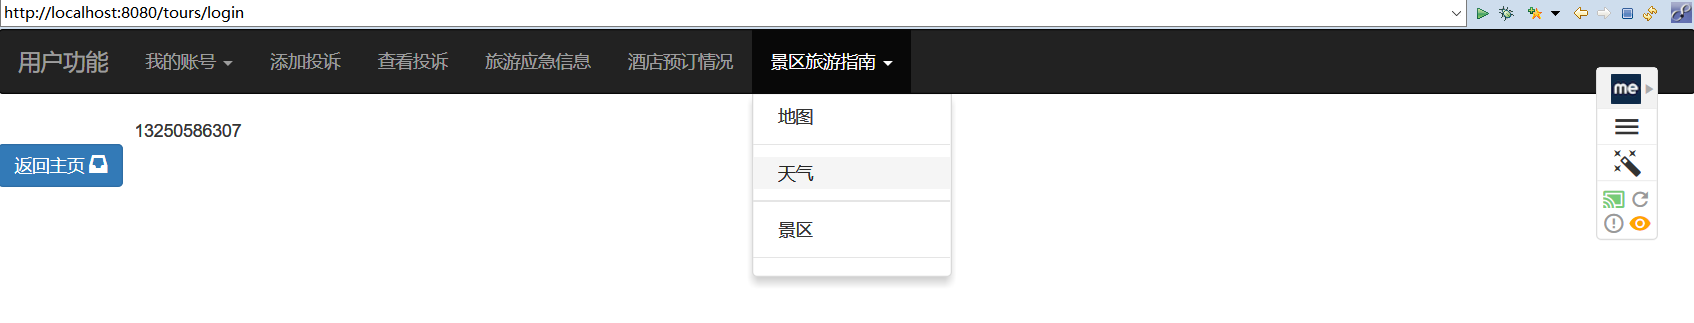 http://localhost:8080/tours/login
用户功能 我的账号 添加投诉 查看投诉 旅游应急信息 酒店预订情况 景区旅游指南
me
地图
13250586307
返回主页
天气
景区